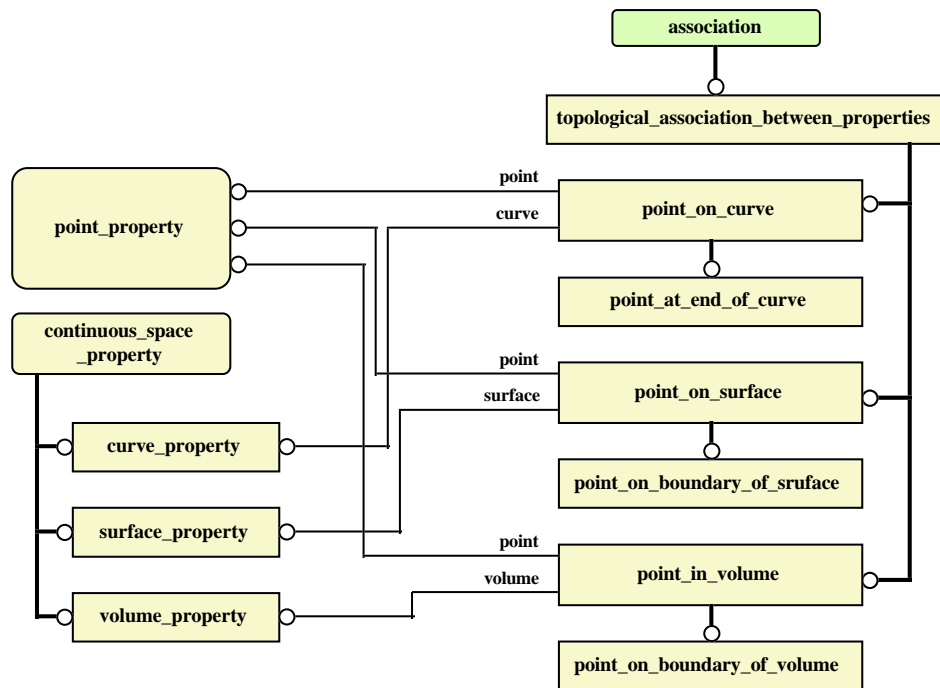 association
topological_association_between_properties
point
point_property
point_on_curve
curve
point_at_end_of_curve
continuous_space
_property
point
point_on_surface
surface
curve_property
point_on_boundary_of_sruface
surface_property
point
point_in_volume
volume
volume_property
point_on_boundary_of_volume